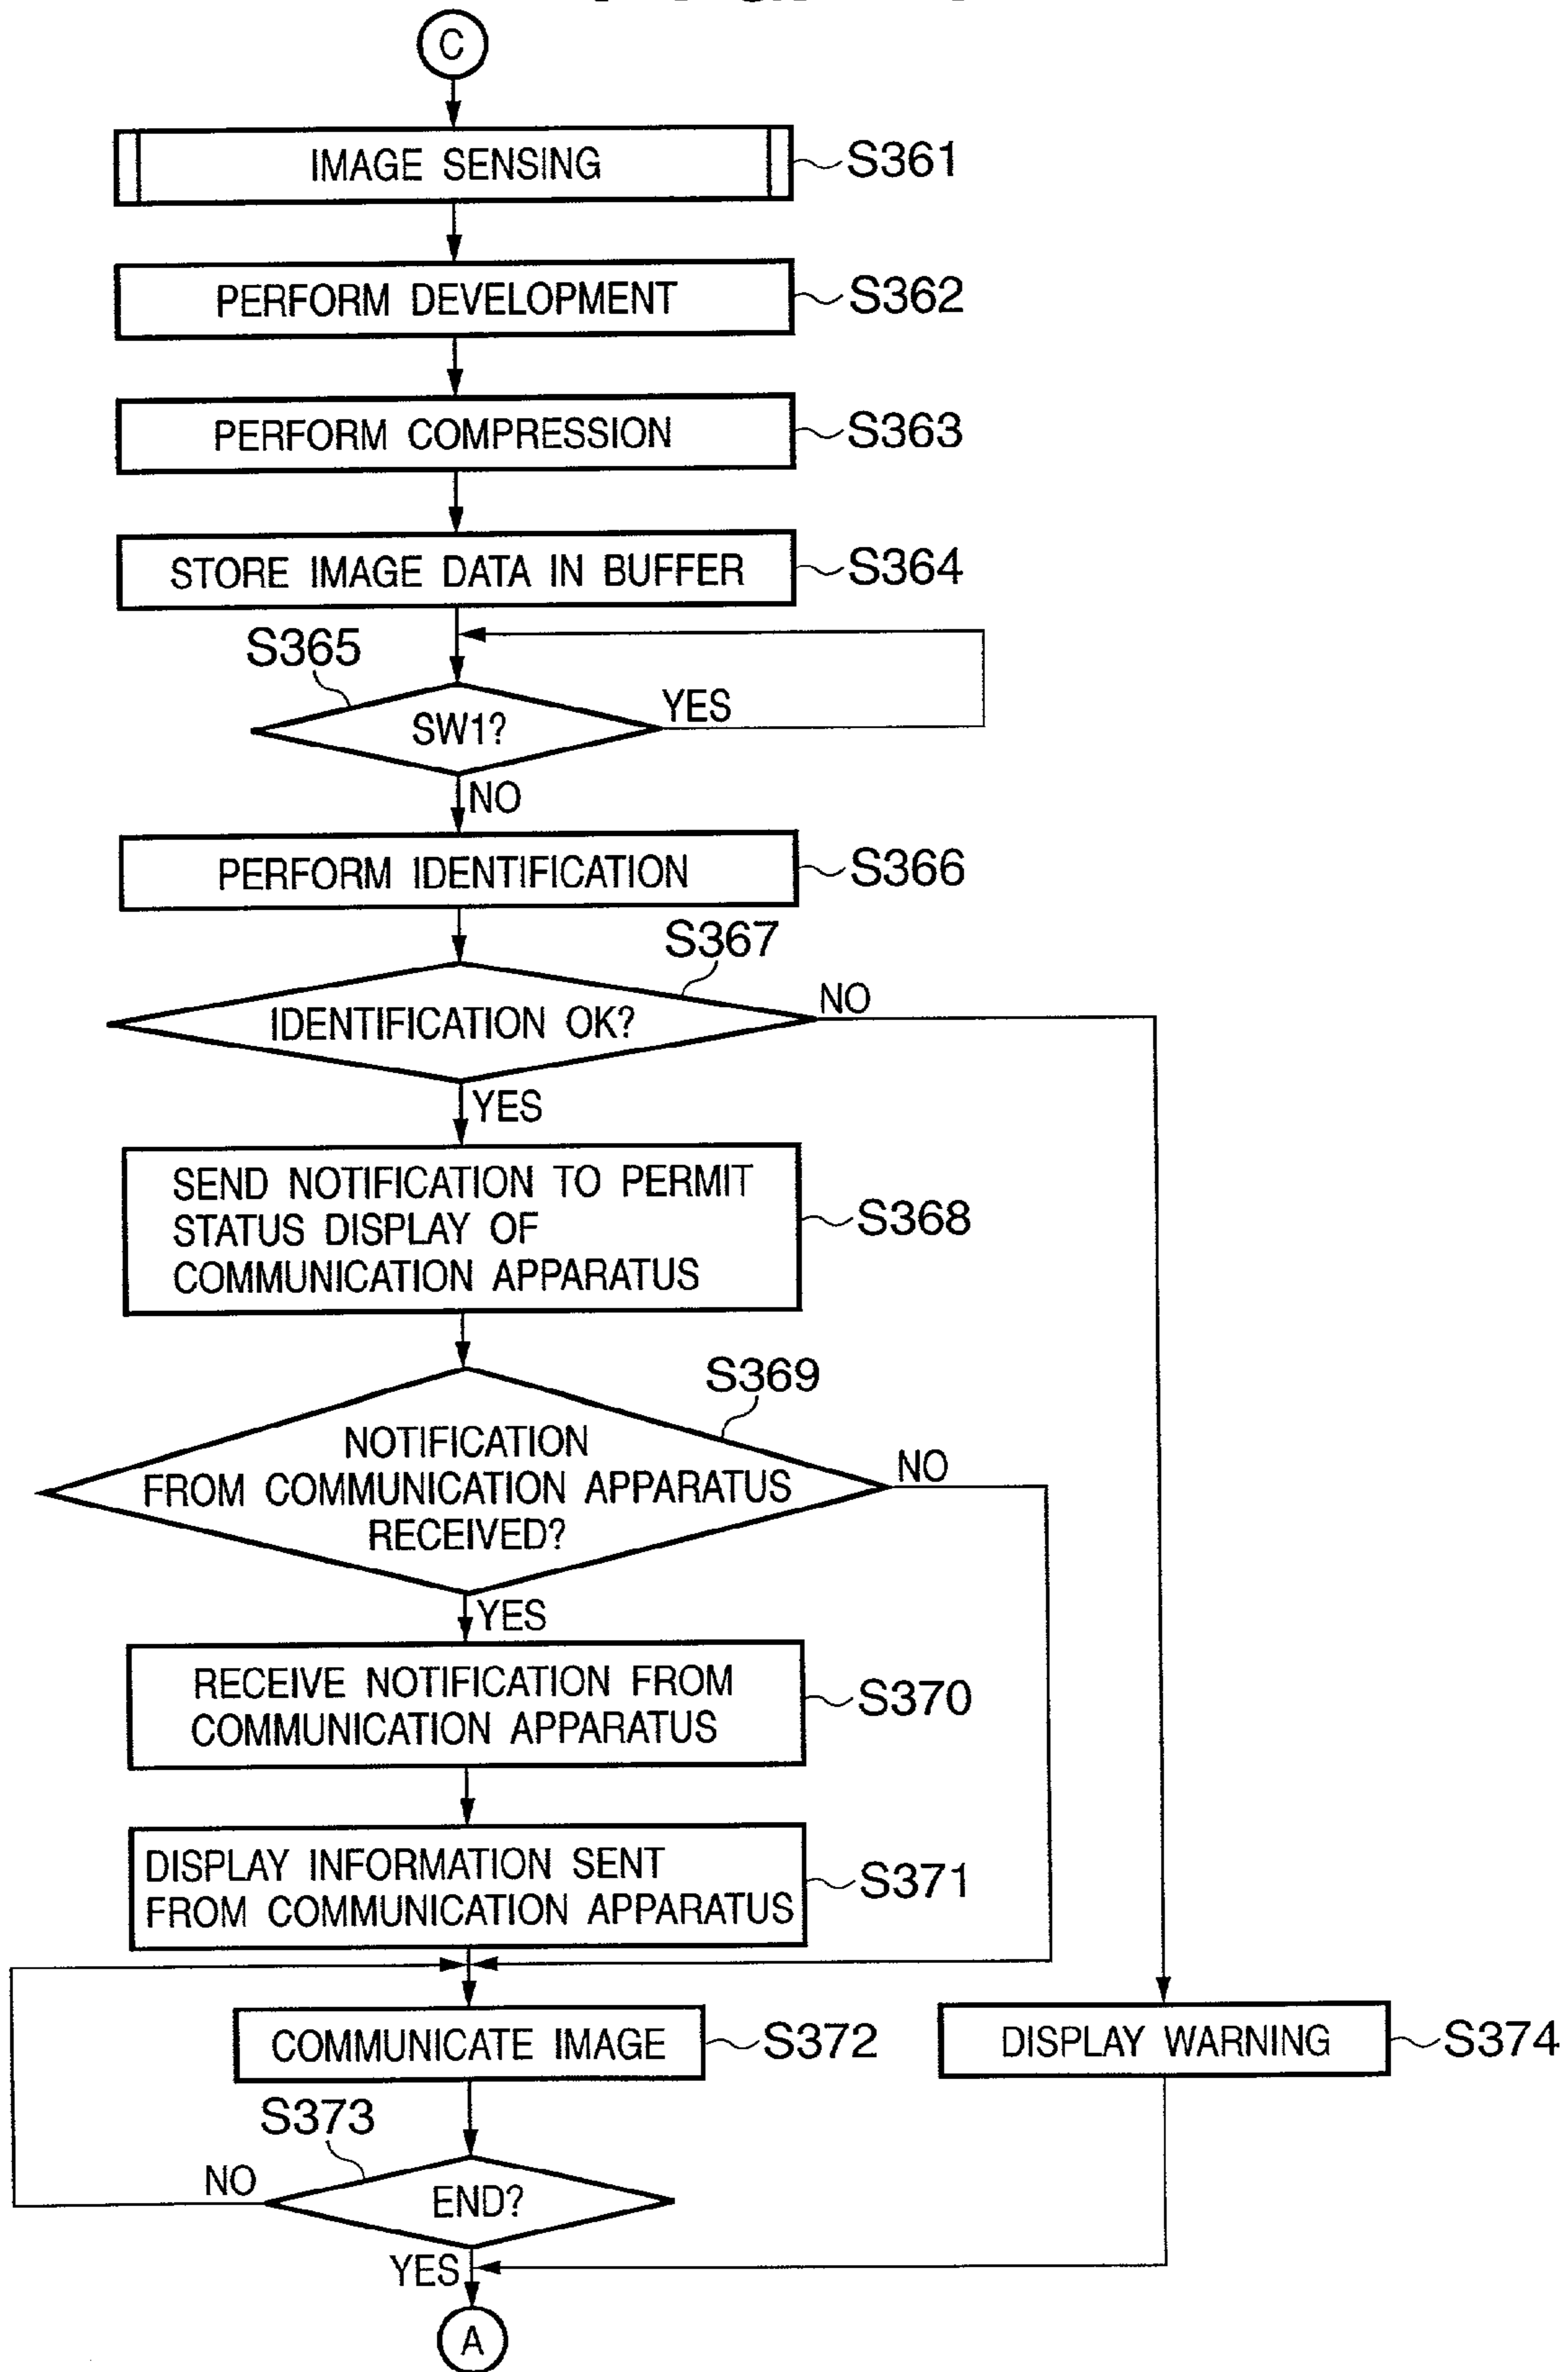 C
IMAGE SENSING
S361
PERFORM DEVELOPMENT
S362
PERFORM COMPRESSION
S363
STORE IMAGE DATA IN BUFFER
S364
S365
SW1?
YES
NO
PERFORM IDENTIFICATION
S366
S367
IDENTIFICATION OK?
NO
YES
SEND NOTIFICATION TO PERMIT
STATUS DISPLAY OF
COMMUNICATION APPARATUS
S368
S369
NOTIFICATION
FROM COMMUNICATION APPARATUS
RECEIVED?
NO
YES
RECEIVE NOTIFICATION FROM
COMMUNICATION APPARATUS
S370
DISPLAY INFORMATION SENT
FROM COMMUNICATION APPARATUS
S371
COMMUNICATE IMAGE
S372
DISPLAY WARNING
S374
S373
NO
END?
YES
A